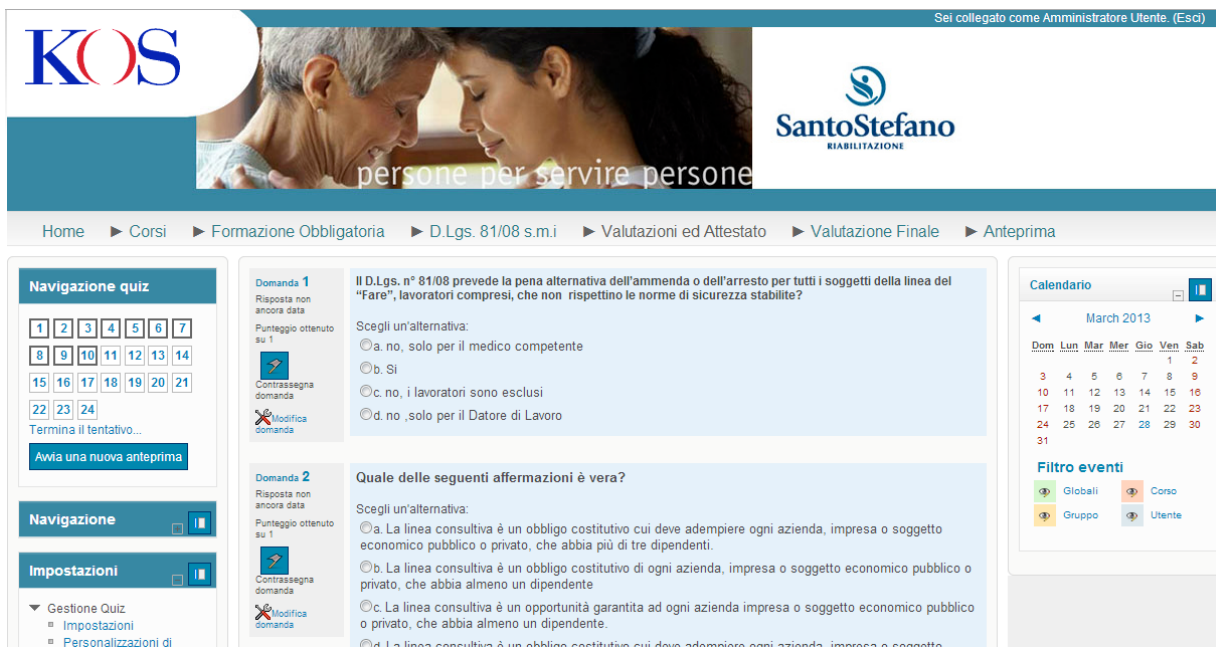 Sei collegato come Amministratore Utente. (Esci)
KOS
SantoStefano
RIABILITAZIONE
persone per servire persone
Home ► Corsi ► Formazione Obbligatoria ► D.Lgs. 81/08 s.m.i ► Valutazioni ed Attestato ► Valutazione Finale ► Anteprima
Navigazione quiz
1 2 3 4 5 6 7
8 9 10 11 12 13 14
15 16 17 18 19 20 21
22 23 24
Termina il tentativo...
Avvia una nuova anteprima
Navigazione
Impostazioni
Gestione Quiz
Impostazioni
Personalizzazioni di
Domanda 1
Risposta non
ancora data
Punteggio ottenuto
su 1
Contrassegna
domanda
Modifica
domanda
Il D.Lgs. n° 81/08 prevede la pena alternativa dell'ammenda o dell'arresto per tutti i soggetti della linea del
“Fare”, lavoratori compresi, che non rispettino le norme di sicurezza stabilite?
Scegli un'alternativa:
a. no, solo per il medico competente
b. Si
c. no, i lavoratori sono esclusi
d. no ,solo per il Datore di Lavoro
Domanda 2
Risposta non
ancora data
Punteggio ottenuto
su 1
Contrassegna
domanda
Modifica
domanda
Quale delle seguenti affermazioni è vera?
Scegli un'alternativa:
a. La linea consultiva è un obbligo costitutivo cui deve adempiere ogni azienda, impresa o soggetto
economico pubblico o privato, che abbia più di tre dipendenti.
b. La linea consultiva è un obbligo costitutivo di ogni azienda, impresa o soggetto economico pubblico o
privato, che abbia almeno un dipendente
c. La linea consultiva è un opportunità garantita ad ogni azienda impresa o soggetto economico pubblico
o privato, che abbia almeno un dipendente.
d. La linea consultiva è un obbligo costitutivo cui deve adempiere ogni azienda, impresa o soggetto
Calendario
◄ March 2013 ►
Dom Lun Mar Mer Gio Ven Sab
1 2
3 4 5 6 7 8 9
10 11 12 13 14 15 16
17 18 19 20 21 22 23
24 25 26 27 28 29 30
31
Filtro eventi
Globali Corso
Gruppo Utente